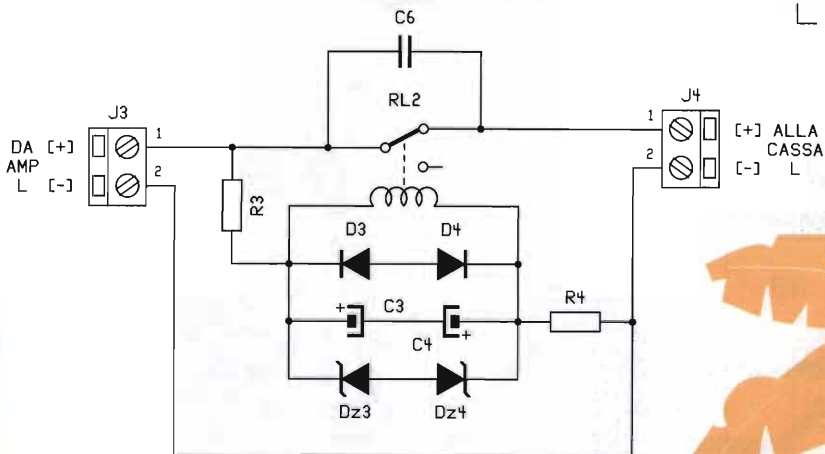 C6
RL2
J3
J4
DA [+] 1
AMP
L [-] 2
1 [+] ALLA
CASSA
2 [-] L
R3
D3 D4
C3
+
C4
+
R4
Dz3 Dz4